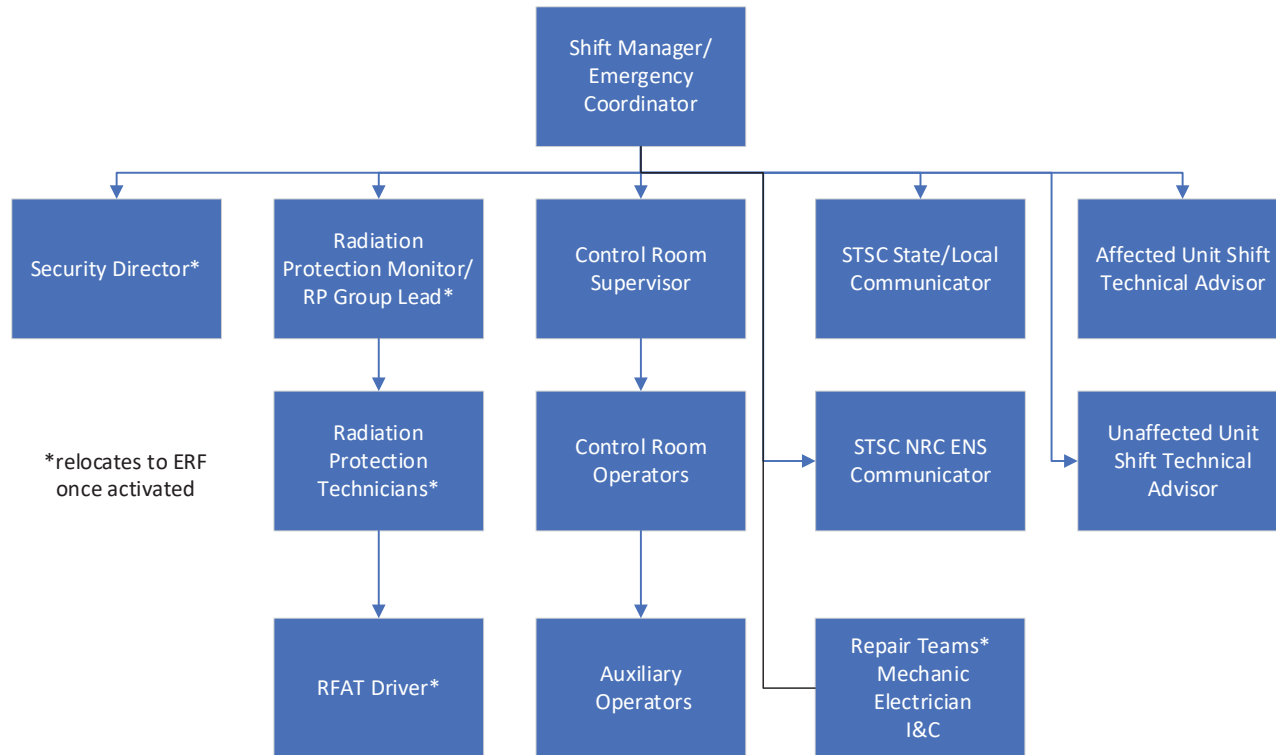 Shift Manager/
Emergency
Coordinator
Security Director*
Radiation
Protection Monitor/
RP Group Lead*
Control Room
Supervisor
STSC State/Local
Communicator
Affected Unit Shift
Technical Advisor
*relocates to ERF
once activated
Radiation
Protection
Technicians*
Control Room
Operators
STSC NRC ENS
Communicator
Unaffected Unit
Shift Technical
Advisor
RFAT Driver*
Auxiliary
Operators
Repair Teams*
Mechanic
Electrician
I&C